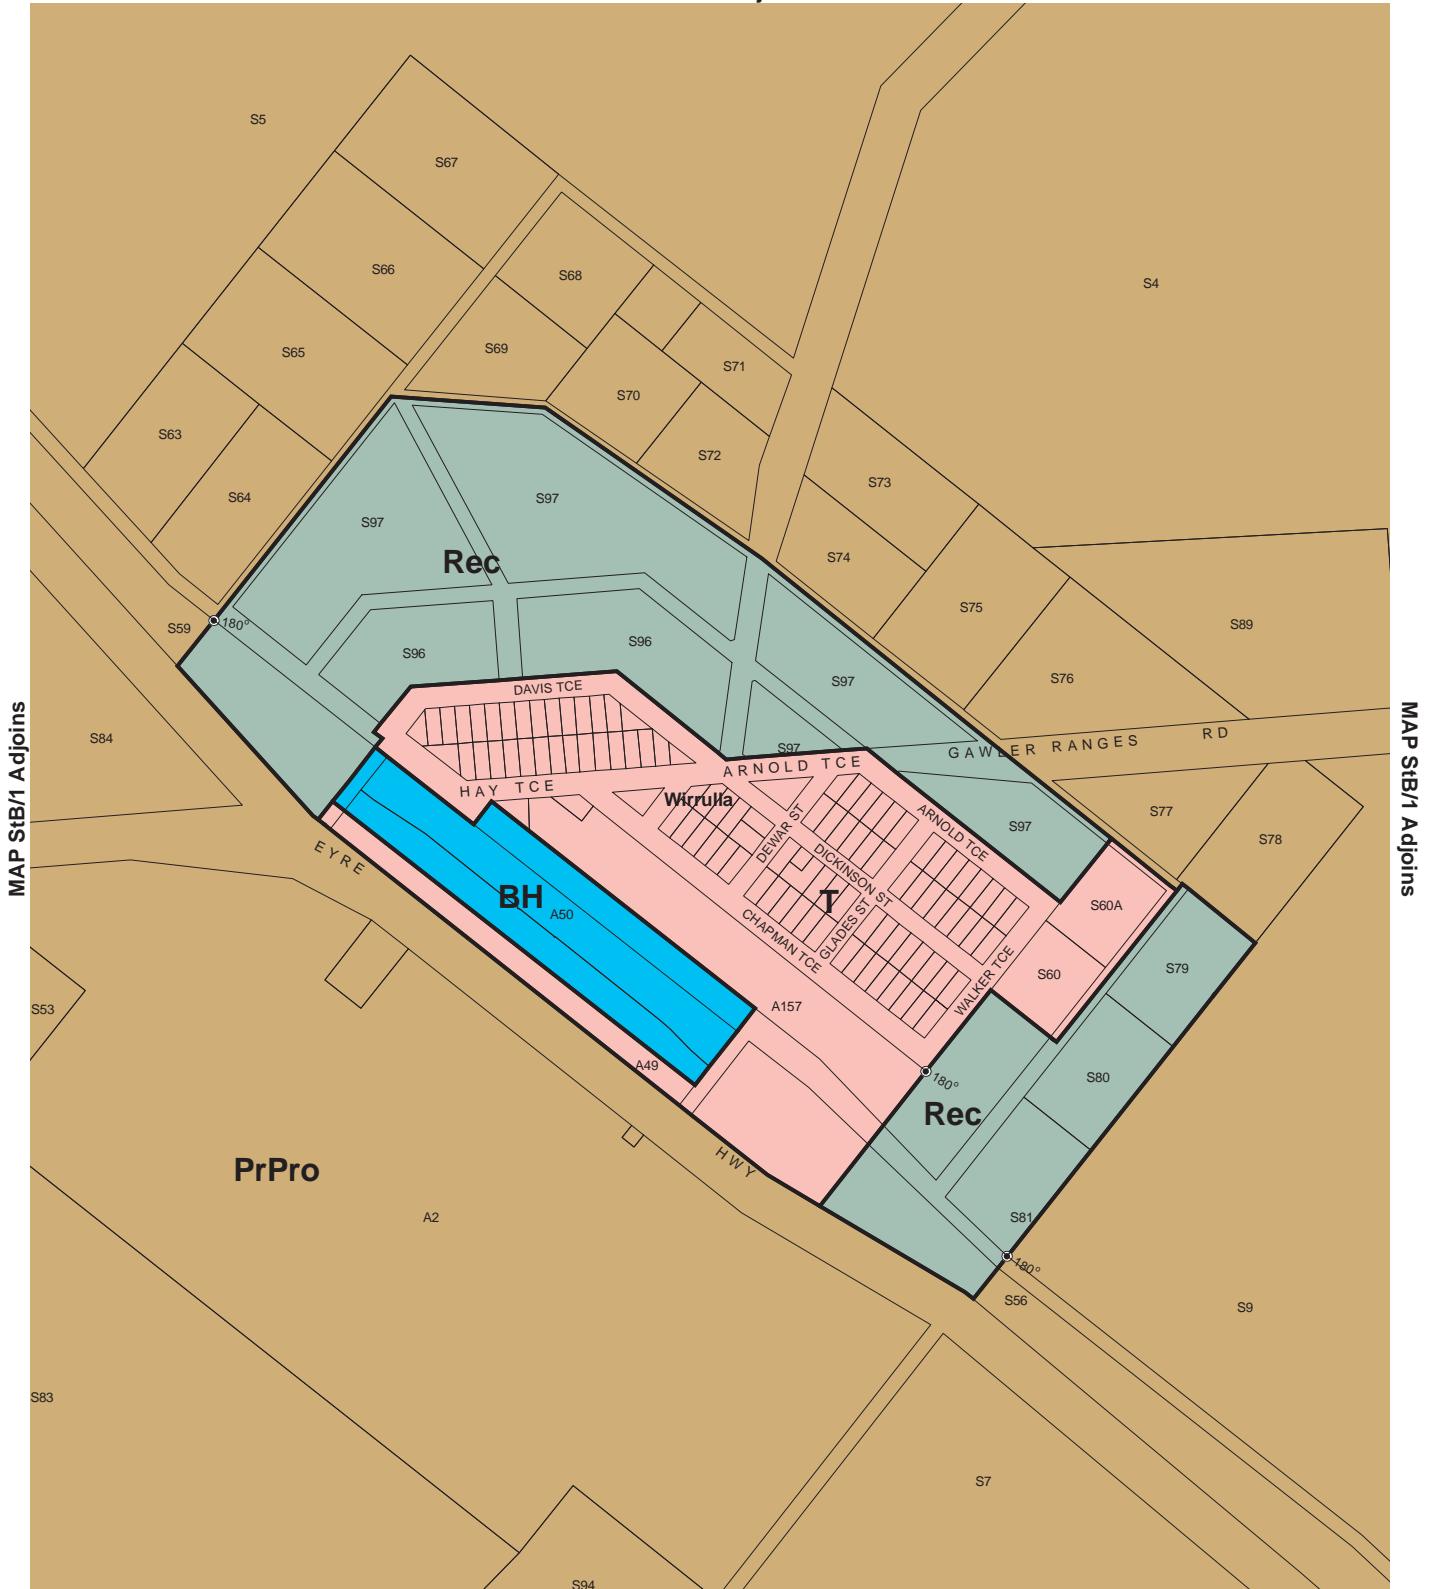 S5
S67
S66
S68
S4
S65
S69
S71
S70
S63
S72
S64
S73
S97
S97
Rec
S74
S75
S59
180°
S89
S96
S96
S76
S97
DAVIS TCE
MAP StB/1 Adjoins
MAP StB/1 Adjoins
S84
S97
GAWLER RANGES RD
ARNOLD TCE
HAY TCE
Wirrulla
S77
ARNOLD TCE
S97
DEWAR ST
S78
EYRE
DICKINSON ST
BH
A50
T
S60A
GLADES ST
CHAPMAN TCE
S79
S60
WALKER TCE
A157
S53
A49
180°
S80
Rec
HWY
PrPro
A2
S81
180°
S56
S9
S83
S7
S94